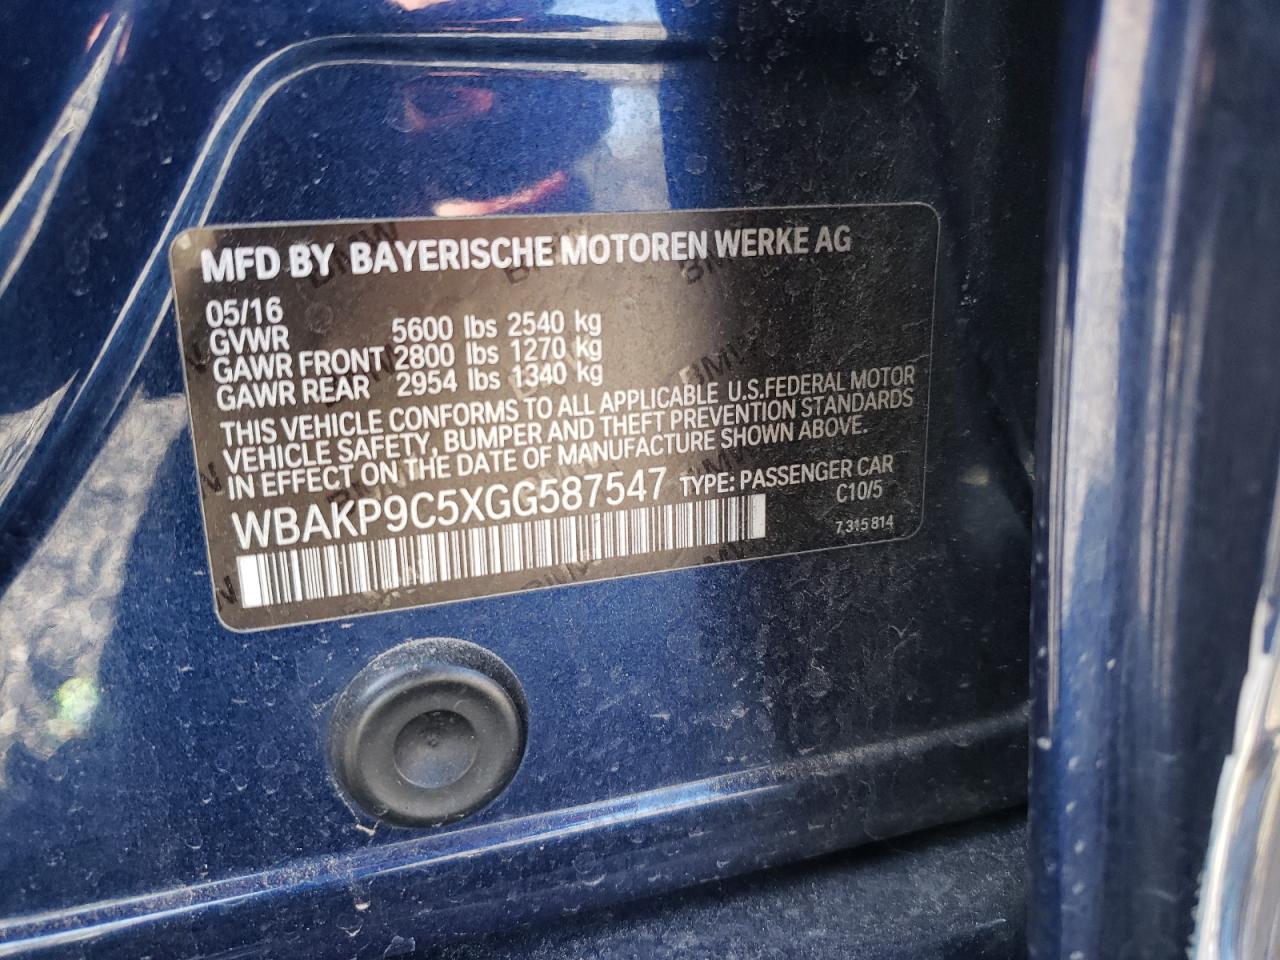 MFD BY BAYERISCHE MOTOREN WERKE AG
05/16
GVWR 5600 lbs 2540 kg
GAWR FRONT 2800 lbs 1270 kg
GAWR REAR 2954 lbs 1340 kg
THIS VEHICLE CONFORMS TO ALL APPLICABLE U.S.FEDERAL MOTOR
VEHICLE SAFETY, BUMPER AND THEFT PREVENTION STANDARDS
IN EFFECT ON THE DATE OF MANUFACTURE SHOWN ABOVE.
WBAKP9C5XGG587547 TYPE: PASSENGER CAR
C10/5
7 315 814